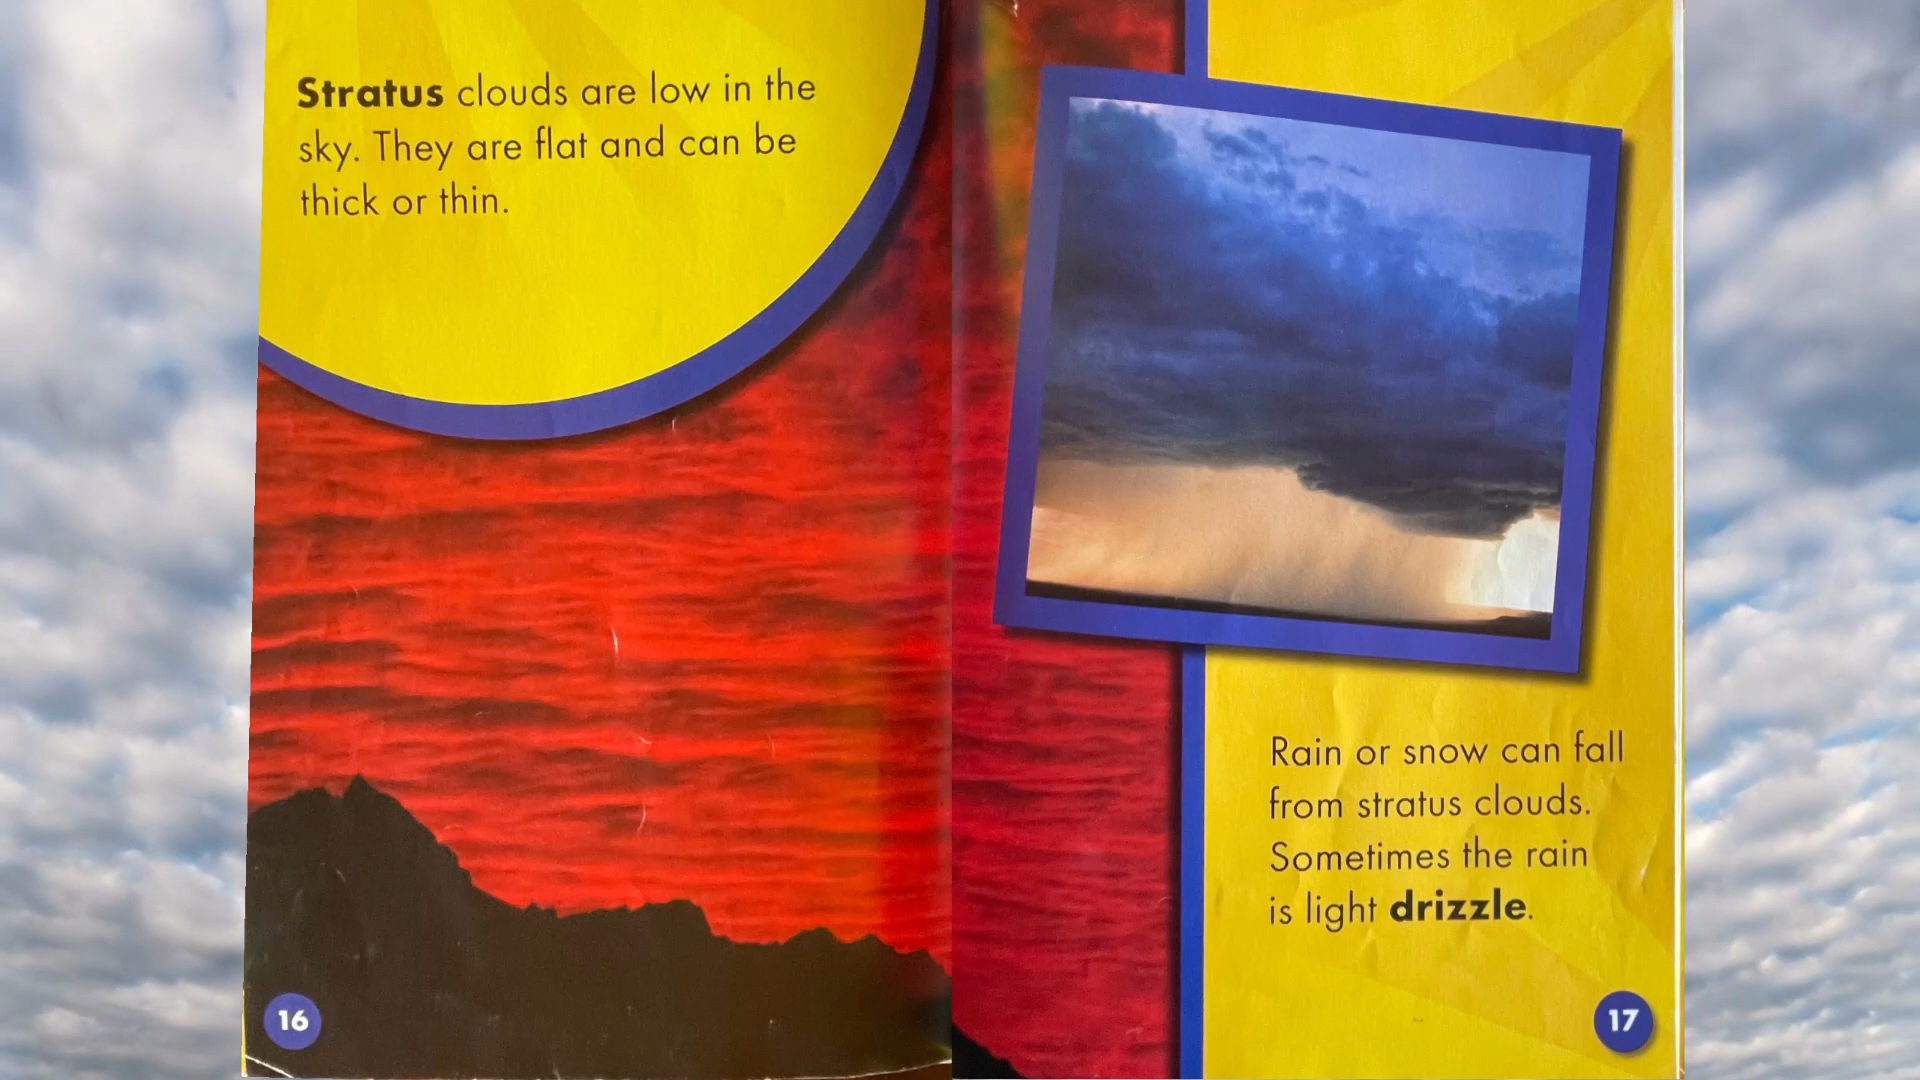 Stratus clouds are low in the
sky. They are flat and can be
thick or thin.
16
Rain or snow can fall
from stratus clouds.
Sometimes the rain
is light drizzle.
17